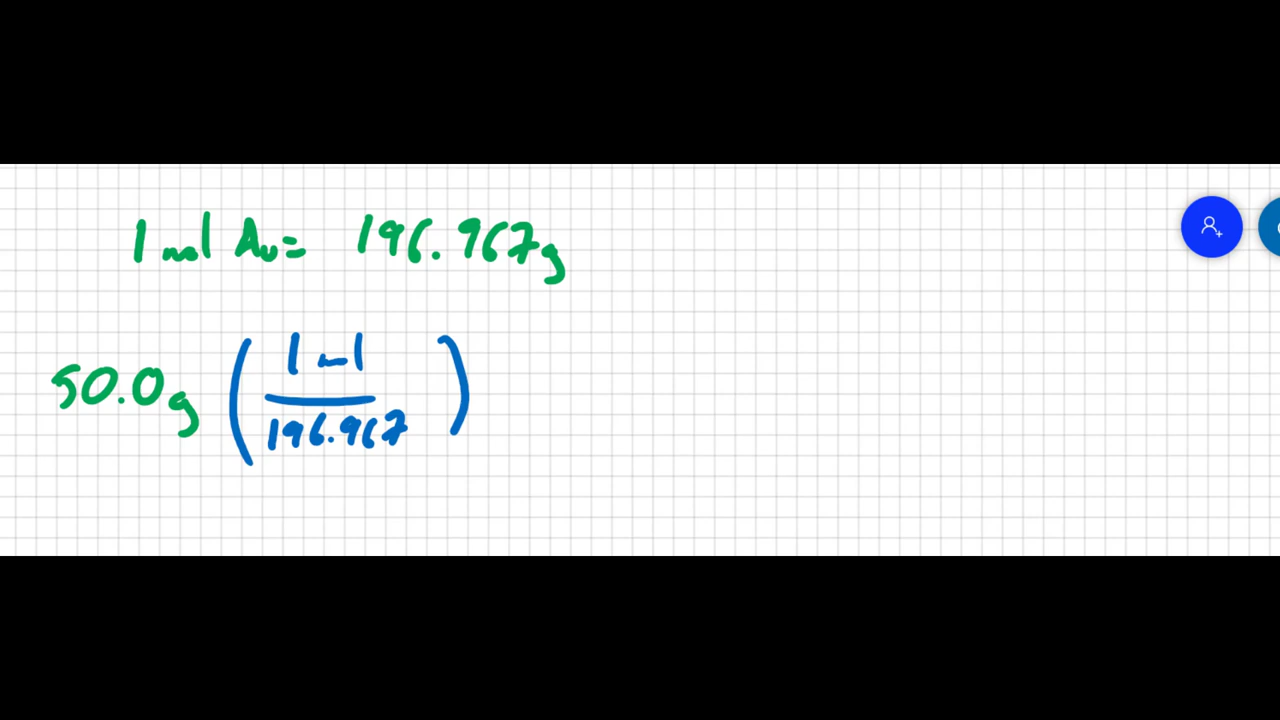 1 mol Au = 196.967g
50.0g ( 1 mol / 196.967 )